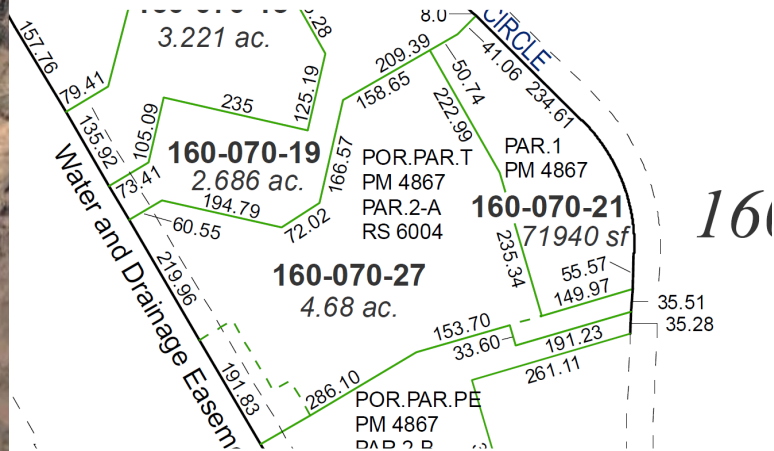 8.0
CIRCLE
3.221 ac.
157.76
79.41
125.19
209.39
158.65
50.74
41.06
234.61
135.92
105.09
235
222.99
166.57
160-070-19
2.686 ac.
73.41
194.79
60.55
72.02
POR.PAR.T
PM 4867
PAR.2-A
RS 6004
PAR.1
PM 4867
160-070-21
71940 sf
235.34
55.57
149.97
35.51
35.28
Water and Drainage
219.96
160-070-27
4.68 ac.
153.70
33.60
191.23
261.11
191.83
286.10
POR.PAR.PE
PM 4867
PAR.2-B